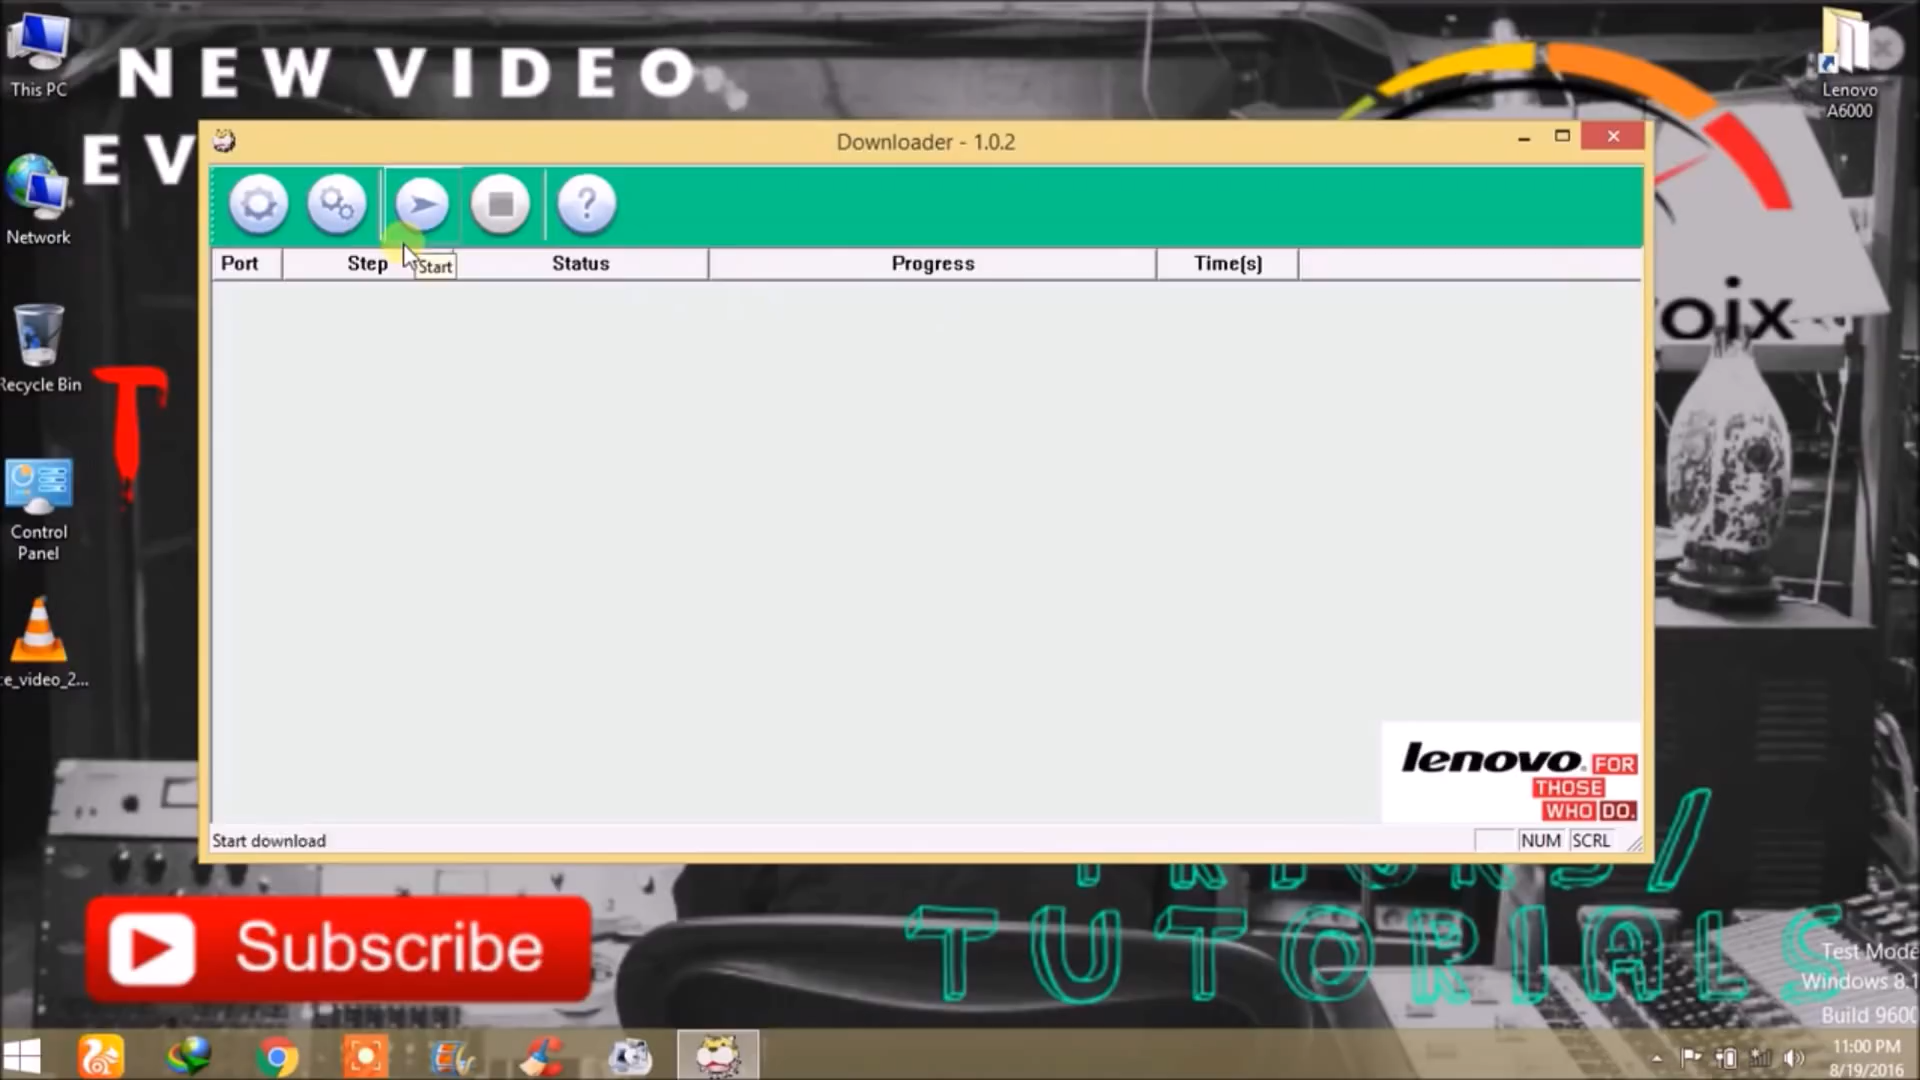 This PC
Network
Recycle Bin
Control
Panel
ce_video_2...
NEW VIDEO
EV
T
Lenovo
A6000
Downloader - 1.0.2
?
Port Step Status Progress Time(s)
Start
oix
lenovo. FOR
THOSE
WHO DO.
Start download
NUM SCRL
Subscribe
TUTORIALS
Test Mode
Windows 8.1
Build 9600
11:00 PM
8/19/2016